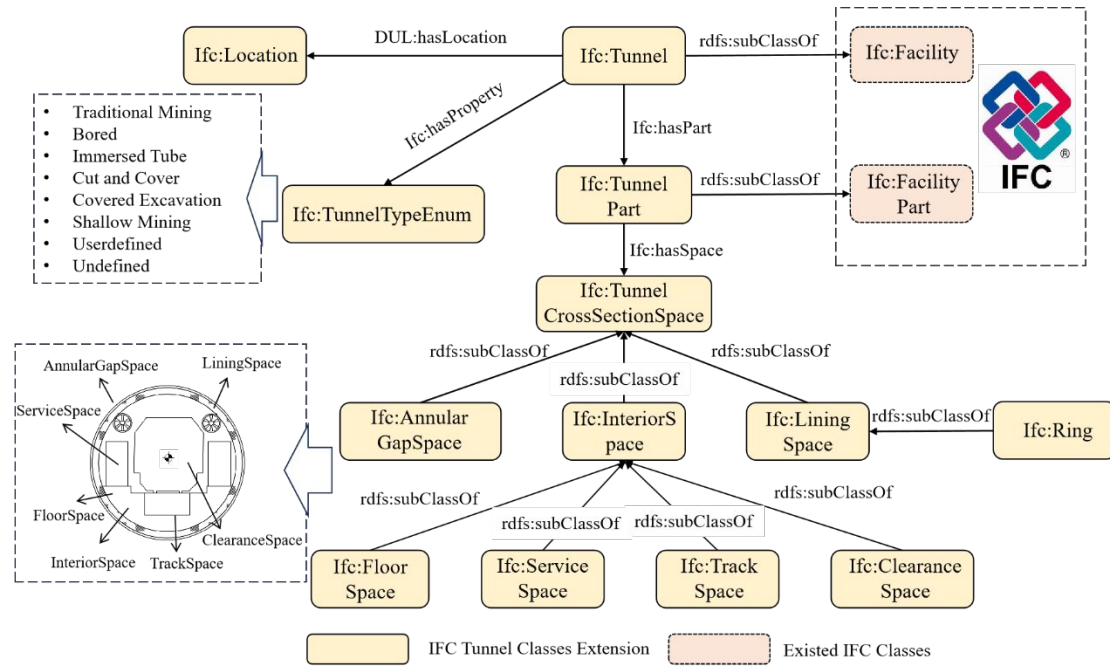 Ifc:Location
DUL:hasLocation
Ifc:Tunnel
rdfs:subClassOf
Ifc:Facility
• Traditional Mining
• Bored
• Immersed Tube
• Cut and Cover
• Covered Excavation
• Shallow Mining
• Userdefined
• Undefined
Ifc:hasProperty
Ifc:hasPart
Ifc:TunnelTypeEnum
Ifc:Tunnel
Part
rdfs:subClassOf
Ifc:Facility
Part
®
IFC
Ifc:hasSpace
Ifc:Tunnel
CrossSectionSpace
rdfs:subClassOf
rdfs:subClassOf
rdfs:subClassOf
AnnularGapSpace
LiningSpace
ServiceSpace
FloorSpace
InteriorSpace
TrackSpace
ClearanceSpace
Ifc:Annular
GapSpace
Ifc:InteriorS
pace
Ifc:Lining
Space
rdfs:subClassOf
Ifc:Ring
rdfs:subClassOf
rdfs:subClassOf
rdfs:subClassOf
rdfs:subClassOf
Ifc:Floor
Space
Ifc:Service
Space
Ifc:Track
Space
Ifc:Clearance
Space
IFC Tunnel Classes Extension
Existed IFC Classes